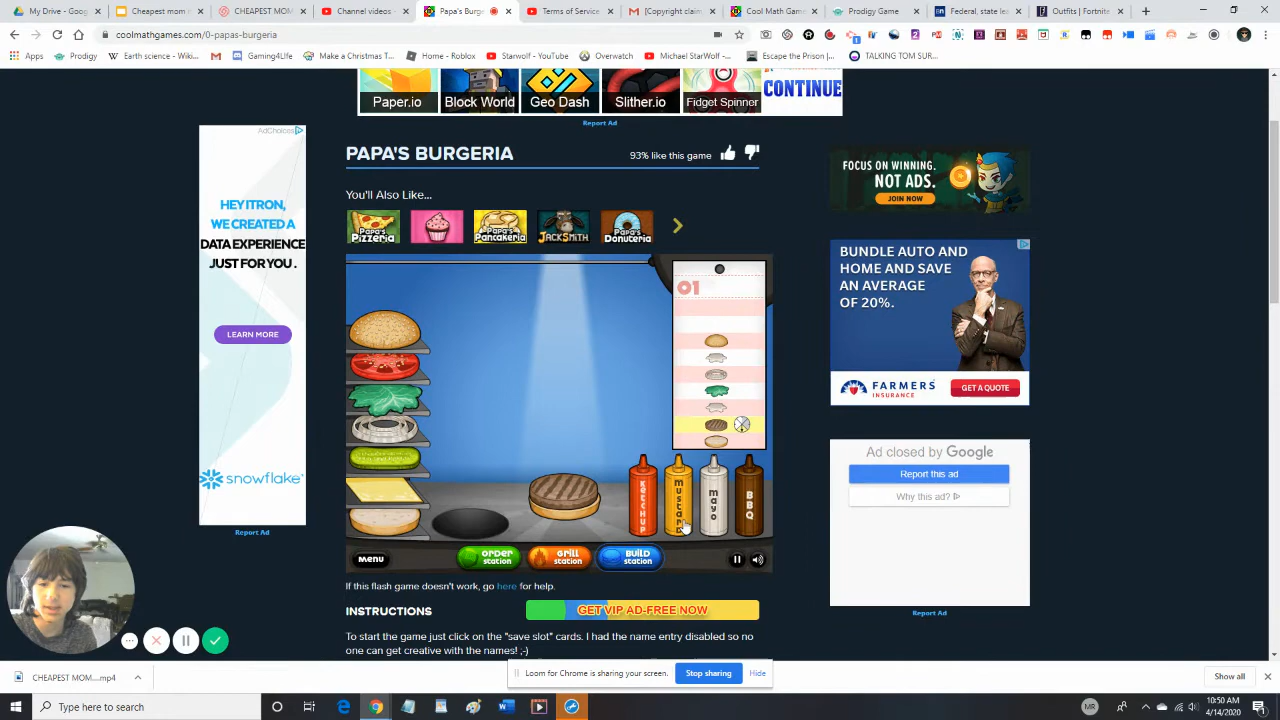 My Drive - Goog
CHEAPEST MOM
Channel videos -
Papa's Burge
Terms of Service
[Copyright claim
Google
Prodigy Game
Federal, state le
Outfits | Fortnite
coolmathgames.com/0-papas-burgeria
Apps
Prodigy
Earth science - Wiki...
Gaming4Life
Make a Christmas T...
Home - Roblox
Starwolf - YouTube
Overwatch
Michael StarWolf -...
Escape the Prison |...
TALKING TOM SUR...
Paper.io
Block World
Geo Dash
Slither.io
Fidget Spinner
CONTINUE
Report Ad
AdChoices
HEY ITRON,
WE CREATED A
DATA EXPERIENCE
JUST FOR YOU .
LEARN MORE
snowflake
Report Ad
PAPA'S BURGERIA
93% like this game
You'll Also Like...
Papa's Pizzeria
Papa's Pancakeria
JACKSMITH
Papa's Donuteria
01
KETCHUP
Mustard
mayo
BBQ
Menu
ORDER station
GRILL station
BUILD station
If this flash game doesn't work, go here for help.
INSTRUCTIONS
GET VIP AD-FREE NOW
To start the game just click on the "save slot" cards. I had the name entry disabled so no
one can get creative with the names! ;-)
FOCUS ON WINNING.
NOT ADS.
JOIN NOW
BUNDLE AUTO AND
HOME AND SAVE
AN AVERAGE
OF 20%.
FARMERS
INSURANCE
GET A QUOTE
Ad closed by Google
Report this ad
Why this ad?
Report Ad
Loom for Chrome is sharing your screen.
Stop sharing
Hide
CHEAPEST MOM....mp4
Show all
Type here to search
MR
10:50 AM
4/14/2020